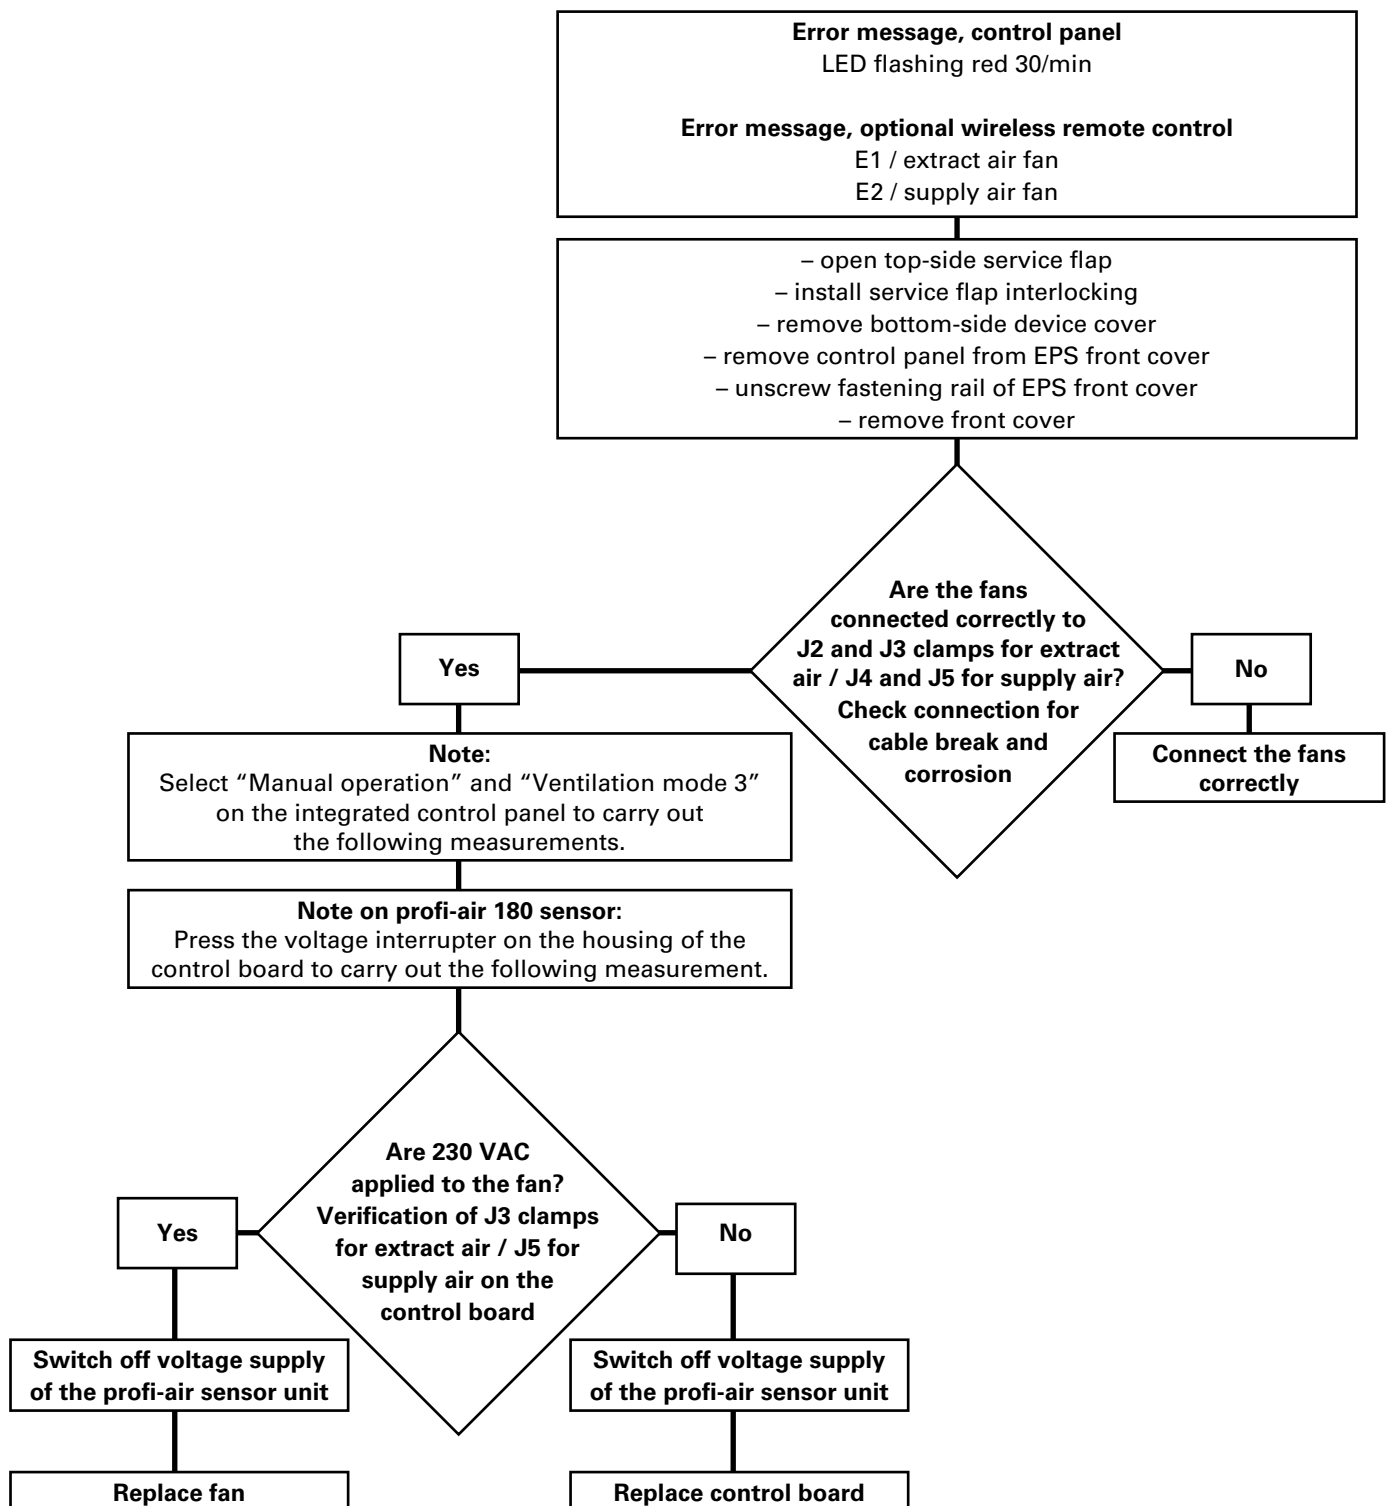 Error message, control panel
LED flashing red 30/min
Error message, optional wireless remote control
E1 / extract air fan
E2 / supply air fan
– open top-side service flap
– install service flap interlocking
– remove bottom-side device cover
– remove control panel from EPS front cover
– unscrew fastening rail of EPS front cover
– remove front cover
Are the fans
connected correctly to
J2 and J3 clamps for extract
air / J4 and J5 for supply air?
Check connection for
cable break and
corrosion
Yes
No
Connect the fans
correctly
Note:
Select “Manual operation” and “Ventilation mode 3”
on the integrated control panel to carry out
the following measurements.
Note on profi-air 180 sensor:
Press the voltage interrupter on the housing of the
control board to carry out the following measurement.
Are 230 VAC
applied to the fan?
Verification of J3 clamps
for extract air / J5 for
supply air on the
control board
Yes
No
Switch off voltage supply
of the profi-air sensor unit
Replace fan
Switch off voltage supply
of the profi-air sensor unit
Replace control board